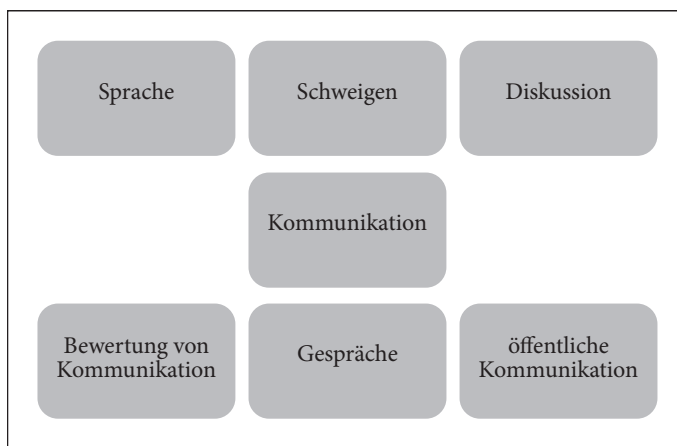 Sprache
Schweigen
Diskussion
Kommunikation
Bewertung von
Kommunikation
Gespräche
öffentliche
Kommunikation